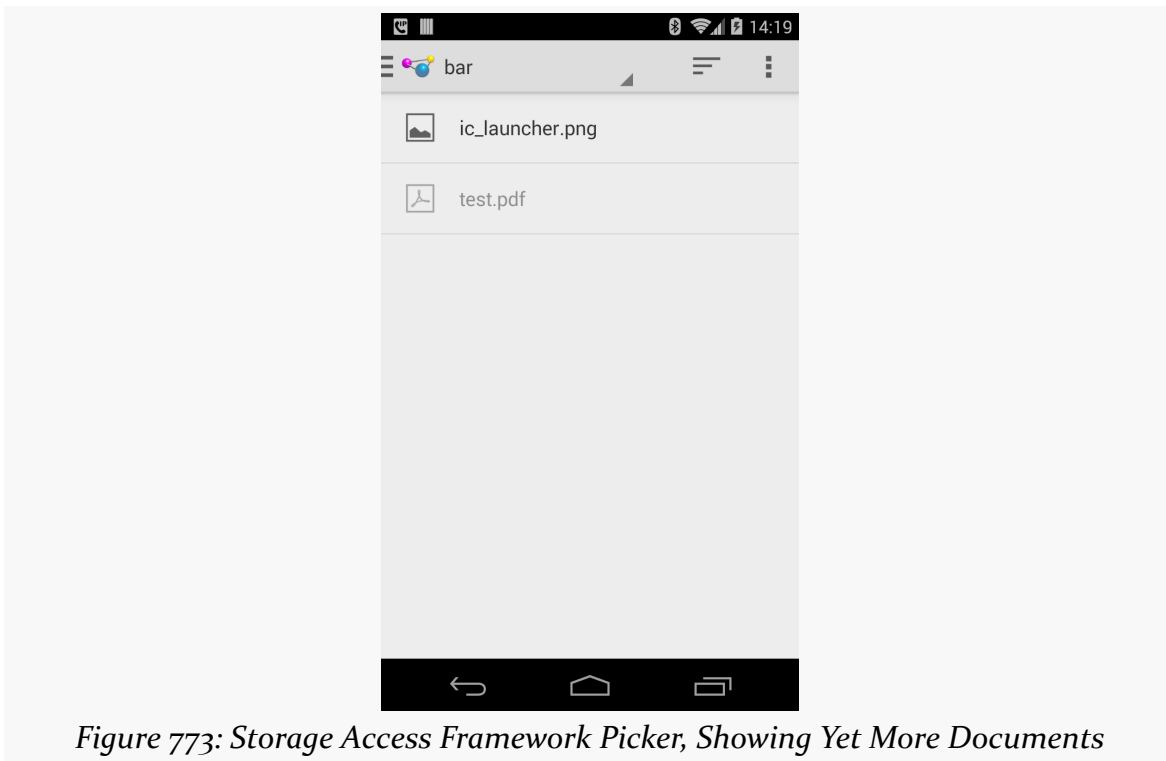 14:19
bar
ic_launcher.png
test.pdf
Figure 773: Storage Access Framework Picker, Showing Yet More Documents